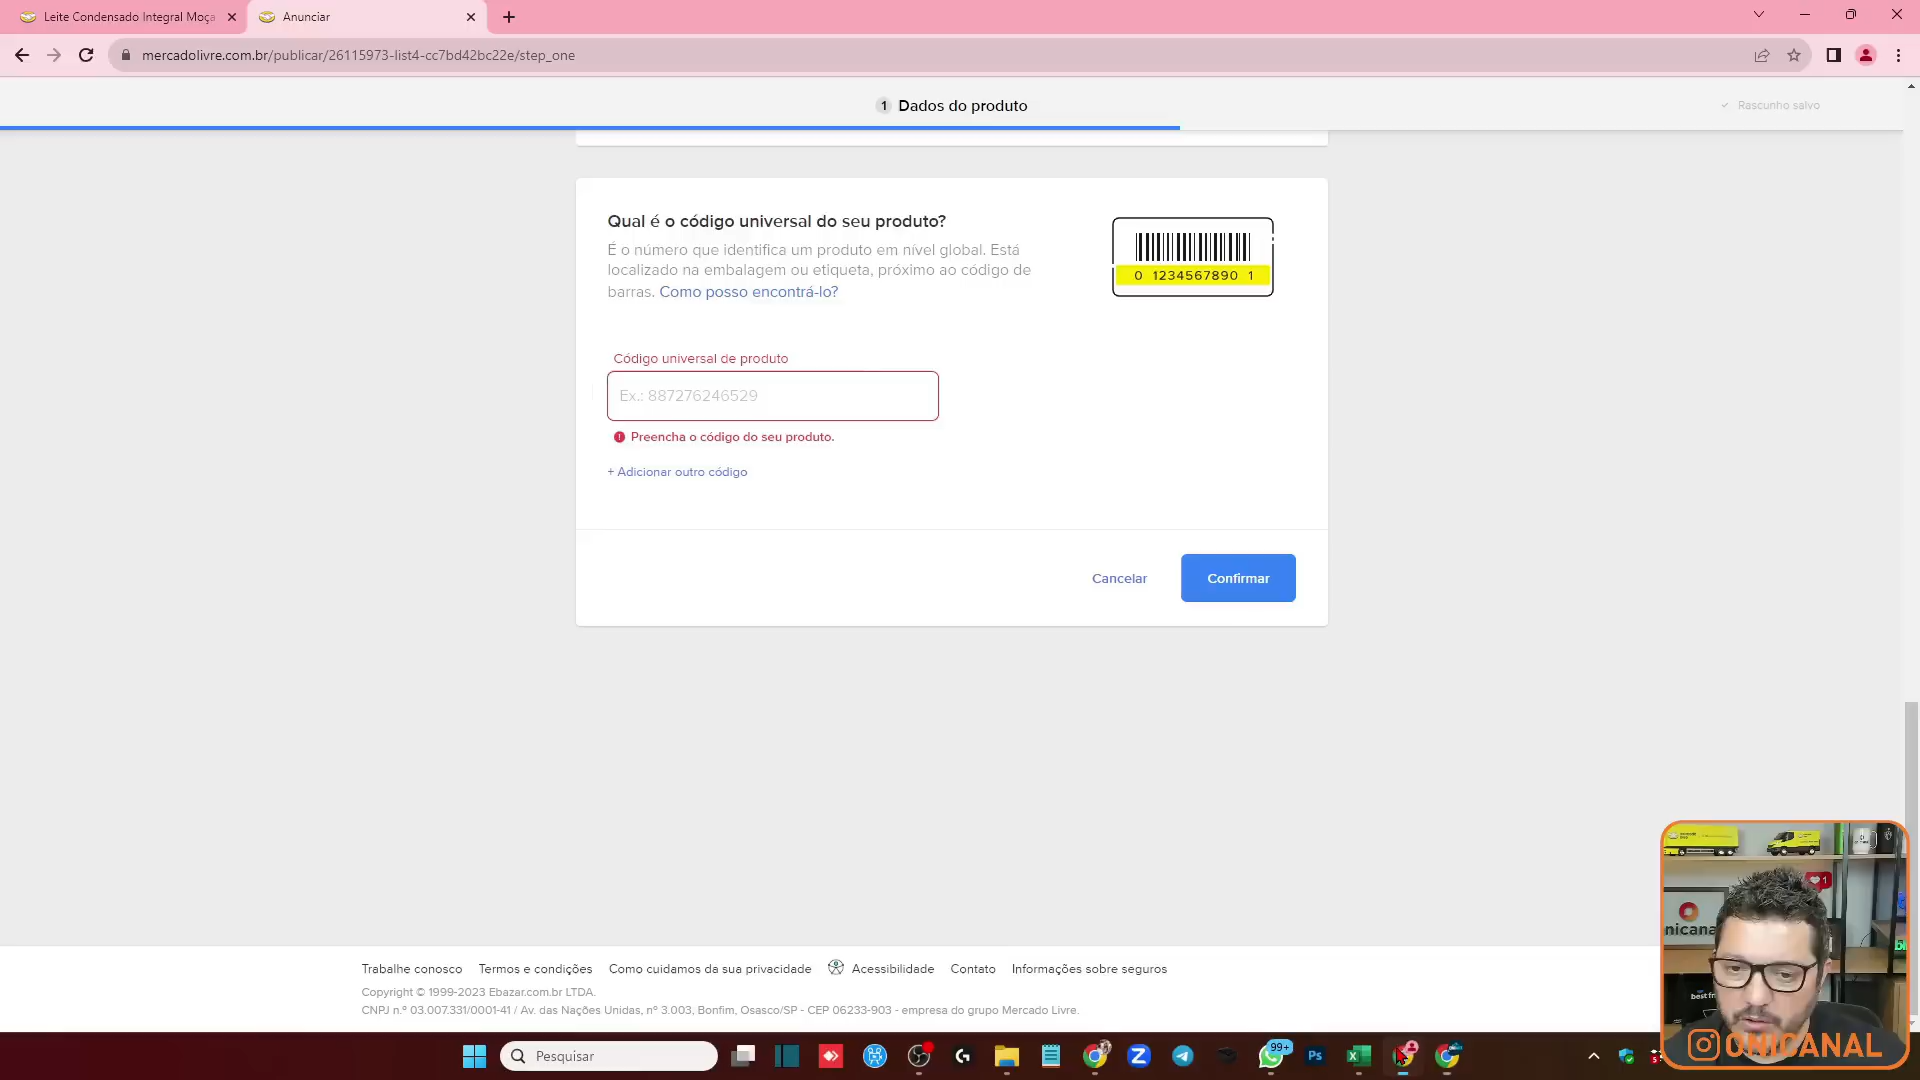 Leite Condensado Integral Moça
Anunciar
mercadolivre.com.br/publicar/26115973-list4-cc7bd42bc22e/step_one
1 Dados do produto
Rascunho salvo
Qual é o código universal do seu produto?
É o número que identifica um produto em nível global. Está
localizado na embalagem ou etiqueta, próximo ao código de
barras. Como posso encontrá-lo?
0 1234567890 1
Código universal de produto
Ex.: 887276246529
Preencha o código do seu produto.
+ Adicionar outro código
Cancelar
Confirmar
Trabalhe conosco
Termos e condições
Como cuidamos da sua privacidade
Acessibilidade
Contato
Informações sobre seguros
Copyright © 1999-2023 Ebazar.com.br LTDA.
CNPJ n.º 03.007.331/0001-41 / Av. das Nações Unidas, nº 3.003, Bonfim, Osasco/SP - CEP 06233-903 - empresa do grupo Mercado Livre.
1
nicana
best fri
ONICANAL
Pesquisar
99+
Ps